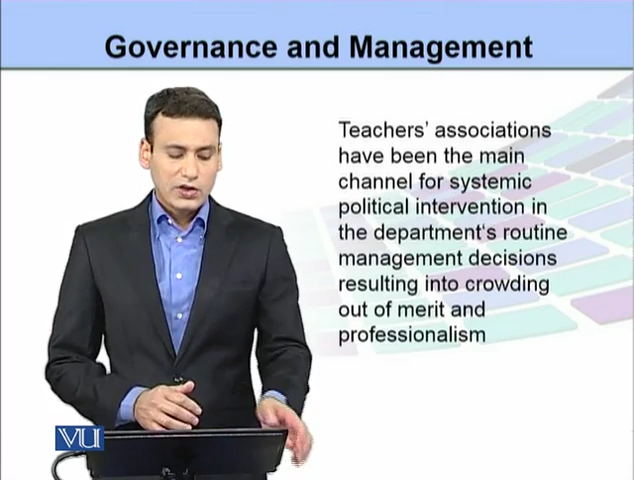 Governance and Management
Teachers’ associations
have been the main
channel for systemic
political intervention in
the department‘s routine
management decisions
resulting into crowding
out of merit and
professionalism
VU